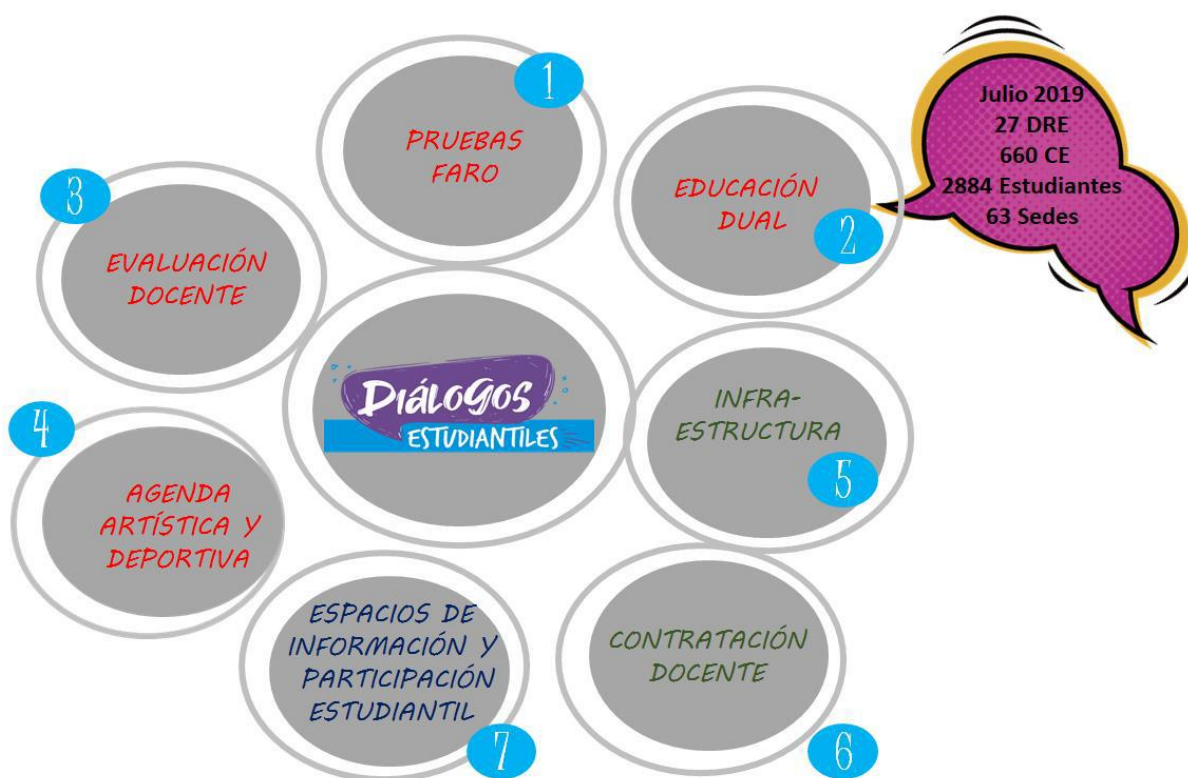 1
PRUEBAS
FARO
2
EDUCACIÓN
DUAL
Julio 2019
27 DRE
660 CE
2884 Estudiantes
63 Sedes
3
EVALUACIÓN
DOCENTE
DIÁLOGOS
ESTUDIANTILES
4
AGENDA
ARTÍSTICA Y
DEPORTIVA
INFRA-
ESTRUCTURA
5
CONTRATACIÓN
DOCENTE
6
ESPACIOS DE
INFORMACIÓN Y
PARTICIPACIÓN
ESTUDIANTIL
7